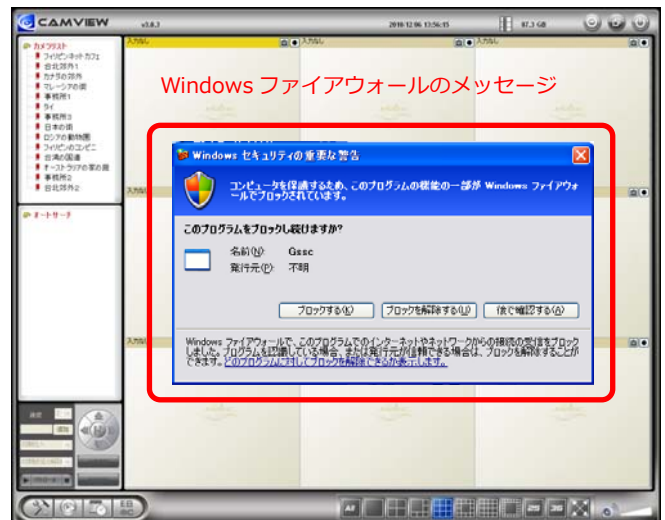 CAMVIEW
v3.8.3
2010/12/06 13:56:15
87.3 GB
カメラリスト
フィリピンネットカフェ
台北郊外1
カナダの郊外
マレーシアの街
事務所1
タイ
事務所3
日本の街
ロシアの動物園
フィリピンのコンビニ
台湾の国道
オーストラリアの家の庭
事務所2
台北郊外2
オートサーチ
入力なし
入力なし
入力なし
入力なし
入力なし
Windows ファイアウォールのメッセージ
Windows セキュリティの重要な警告
コンピュータを保護するため、このプログラムの機能の一部が Windows ファイアウォ
ールでブロックされています。
このプログラムをブロックし続けますか?
名前(N): Gssc
発行元(P): 不明
ブロックする(K) ブロックを解除する(U) 後で確認する(A)
Windows ファイアウォールで、このプログラムでのインターネットやネットワークからの接続の受信をブロック
しました。プログラムを認識している場合、または発行元が信頼できる場合は、ブロックを解除することが
できます。どのプログラムに対してブロックを解除できるか表示します。
All
25
36